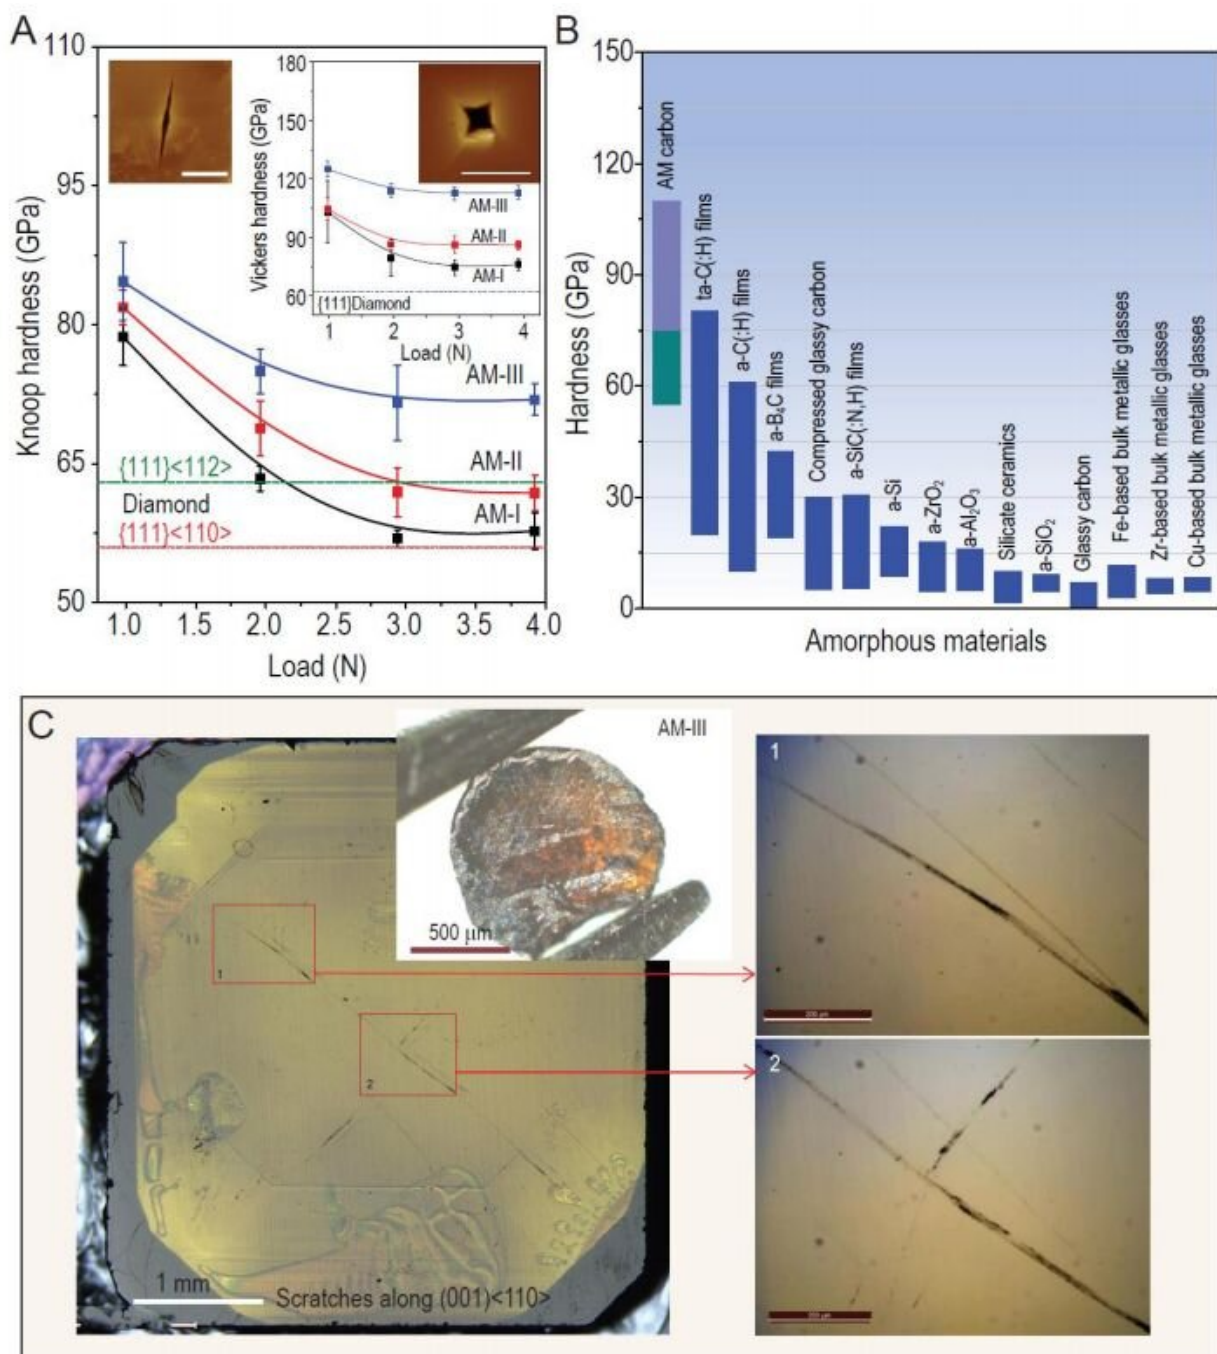 A
110
95
80
65
50
Knoop hardness (GPa)
1.0 1.5 2.0 2.5 3.0 3.5 4.0
Load (N)
AM-III
AM-II
AM-I
{111}<112>
Diamond
{111}<110>
180
150
120
90
60
Vickers hardness (GPa)
AM-III
AM-II
AM-I
{111}Diamond
1 2 3 4
Load (N)
B
150
120
90
60
30
0
Hardness (GPa)
AM carbon
ta-C(:H) films
a-C(:H) films
a-B₄C films
Compressed glassy carbon
a-SiC(:N,H) films
a-Si
a-ZrO₂
a-Al₂O₃
Silicate ceramics
a-SiO₂
Glassy carbon
Fe-based bulk metallic glasses
Zr-based bulk metallic glasses
Cu-based bulk metallic glasses
Amorphous materials
C
AM-III
500 μm
1
2
1 mm
Scratches along (001)<110>
1
200 μm
2